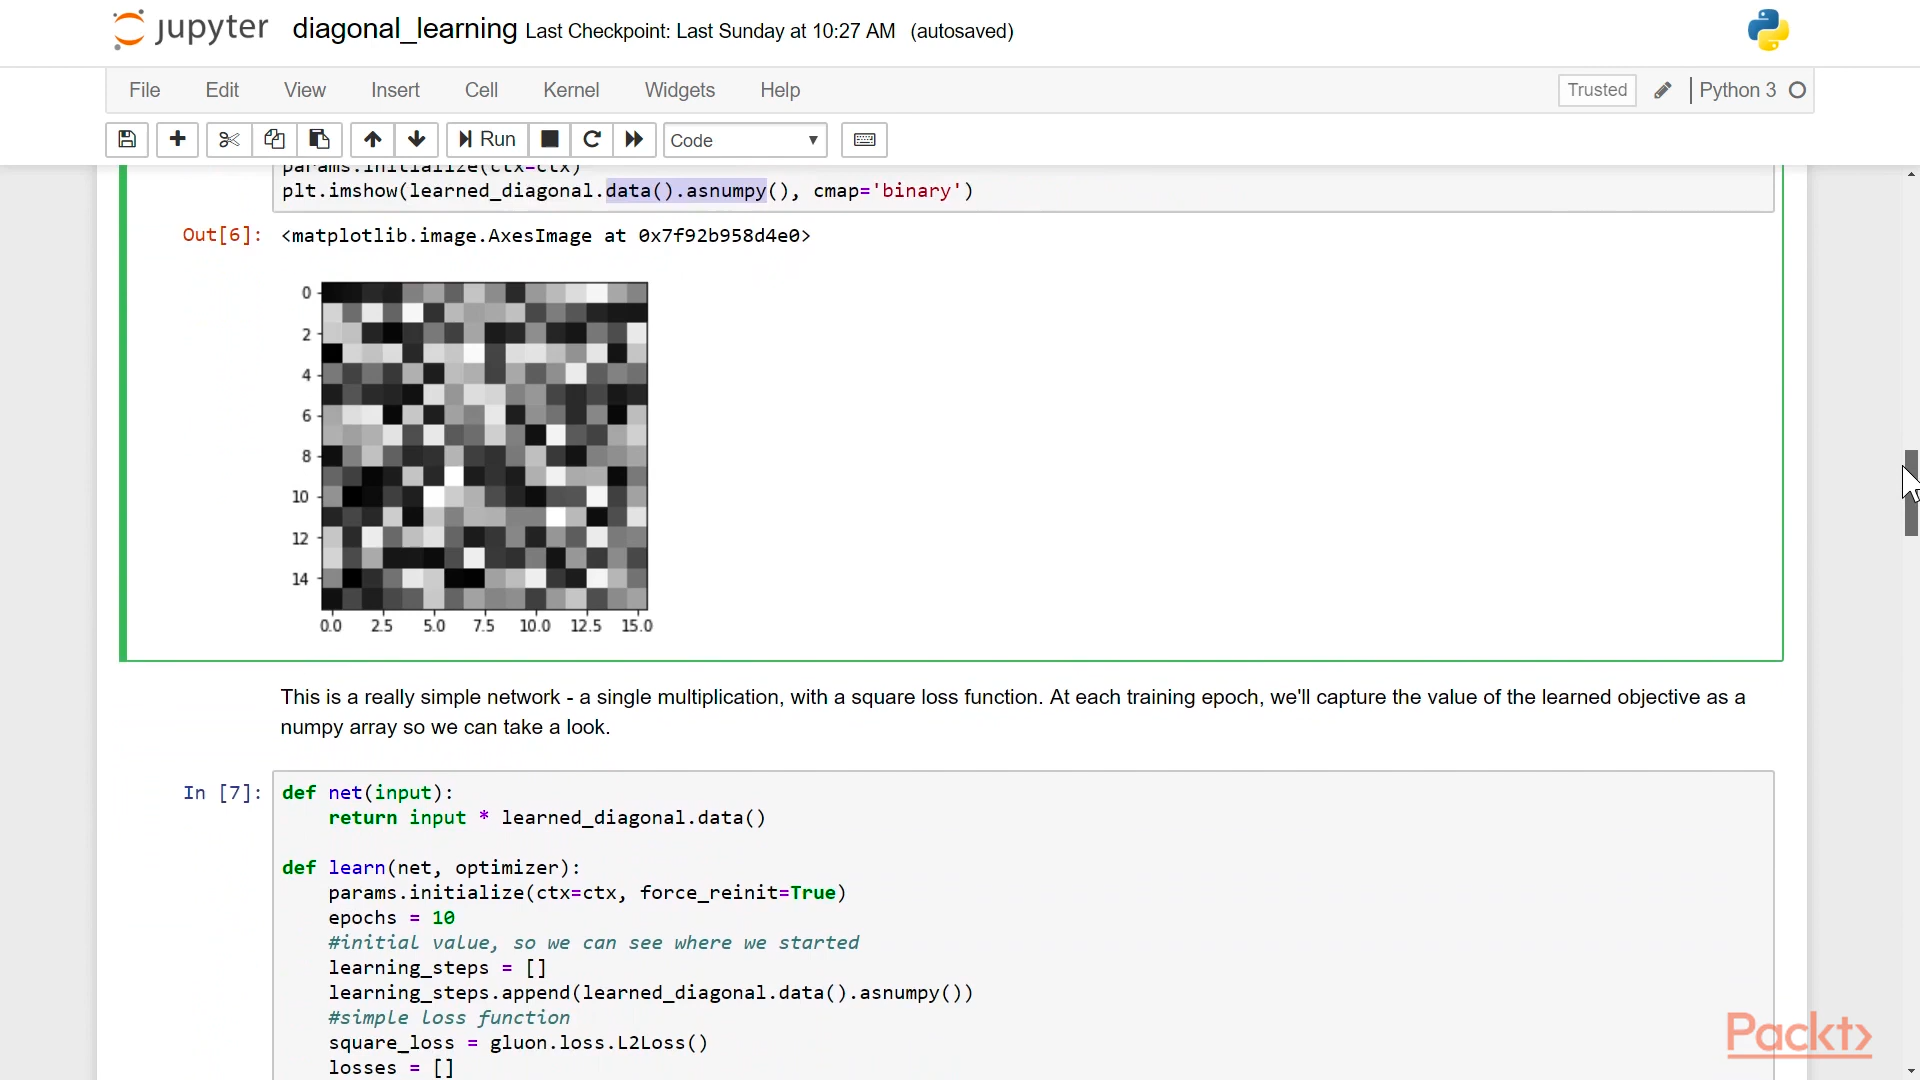 jupyter diagonal_learning Last Checkpoint: Last Sunday at 10:27 AM (autosaved)
File Edit View Insert Cell Kernel Widgets Help Trusted Python 3
Run Code
params.initialize(ctx=ctx)
plt.imshow(learned_diagonal.data().asnumpy(), cmap='binary')
Out[6]: <matplotlib.image.AxesImage at 0x7f92b958d4e0>
0
2
4
6
8
10
12
14
0.0 2.5 5.0 7.5 10.0 12.5 15.0
This is a really simple network - a single multiplication, with a square loss function. At each training epoch, we'll capture the value of the learned objective as a
numpy array so we can take a look.
In [7]: def net(input):
return input * learned_diagonal.data()
def learn(net, optimizer):
params.initialize(ctx=ctx, force_reinit=True)
epochs = 10
#initial value, so we can see where we started
learning_steps = []
learning_steps.append(learned_diagonal.data().asnumpy())
#simple loss function
square_loss = gluon.loss.L2Loss()
losses = []
Packt>